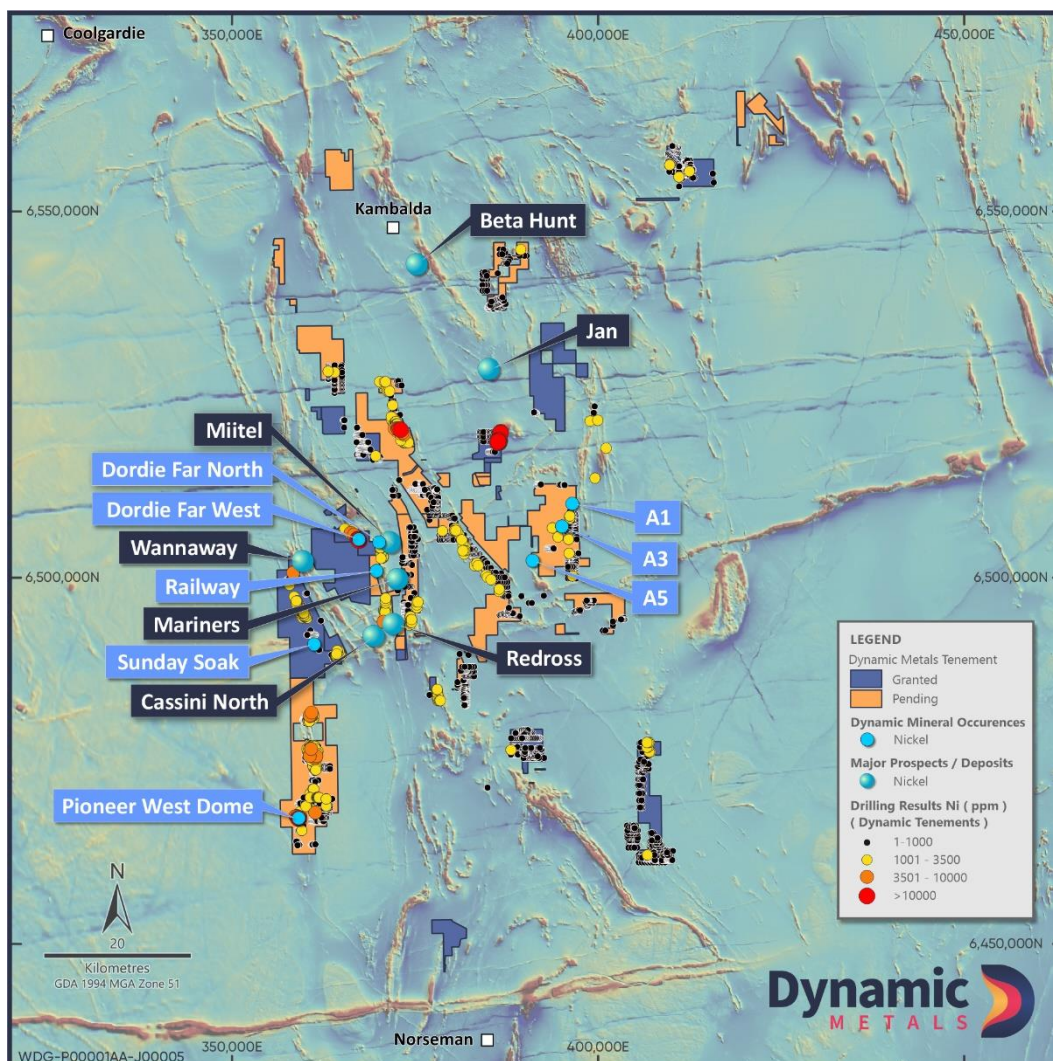 350,000E
400,000E
450,000E
Coolgardie
6,550,000N
6,550,000N
Kambalda
Beta Hunt
Jan
Miitel
Dordie Far North
Dordie Far West
Wannaway
Railway
Mariners
Sunday Soak
Cassini North
Redross
A1
A3
A5
6,500,000N
6,500,000N
Pioneer West Dome
LEGEND
Dynamic Metals Tenement
Granted
Pending
Dynamic Mineral Occurences
Nickel
Major Prospects / Deposits
Nickel
Drilling Results Ni ( ppm )
( Dynamic Tenements )
1-1000
1001 - 3500
3501 - 10000
>10000
N
20
Kilometres
GDA 1994 MGA Zone 51
6,450,000N
Dynamic
METALS
Norseman
WDG-P00001AA-J00005
350,000E
400,000E